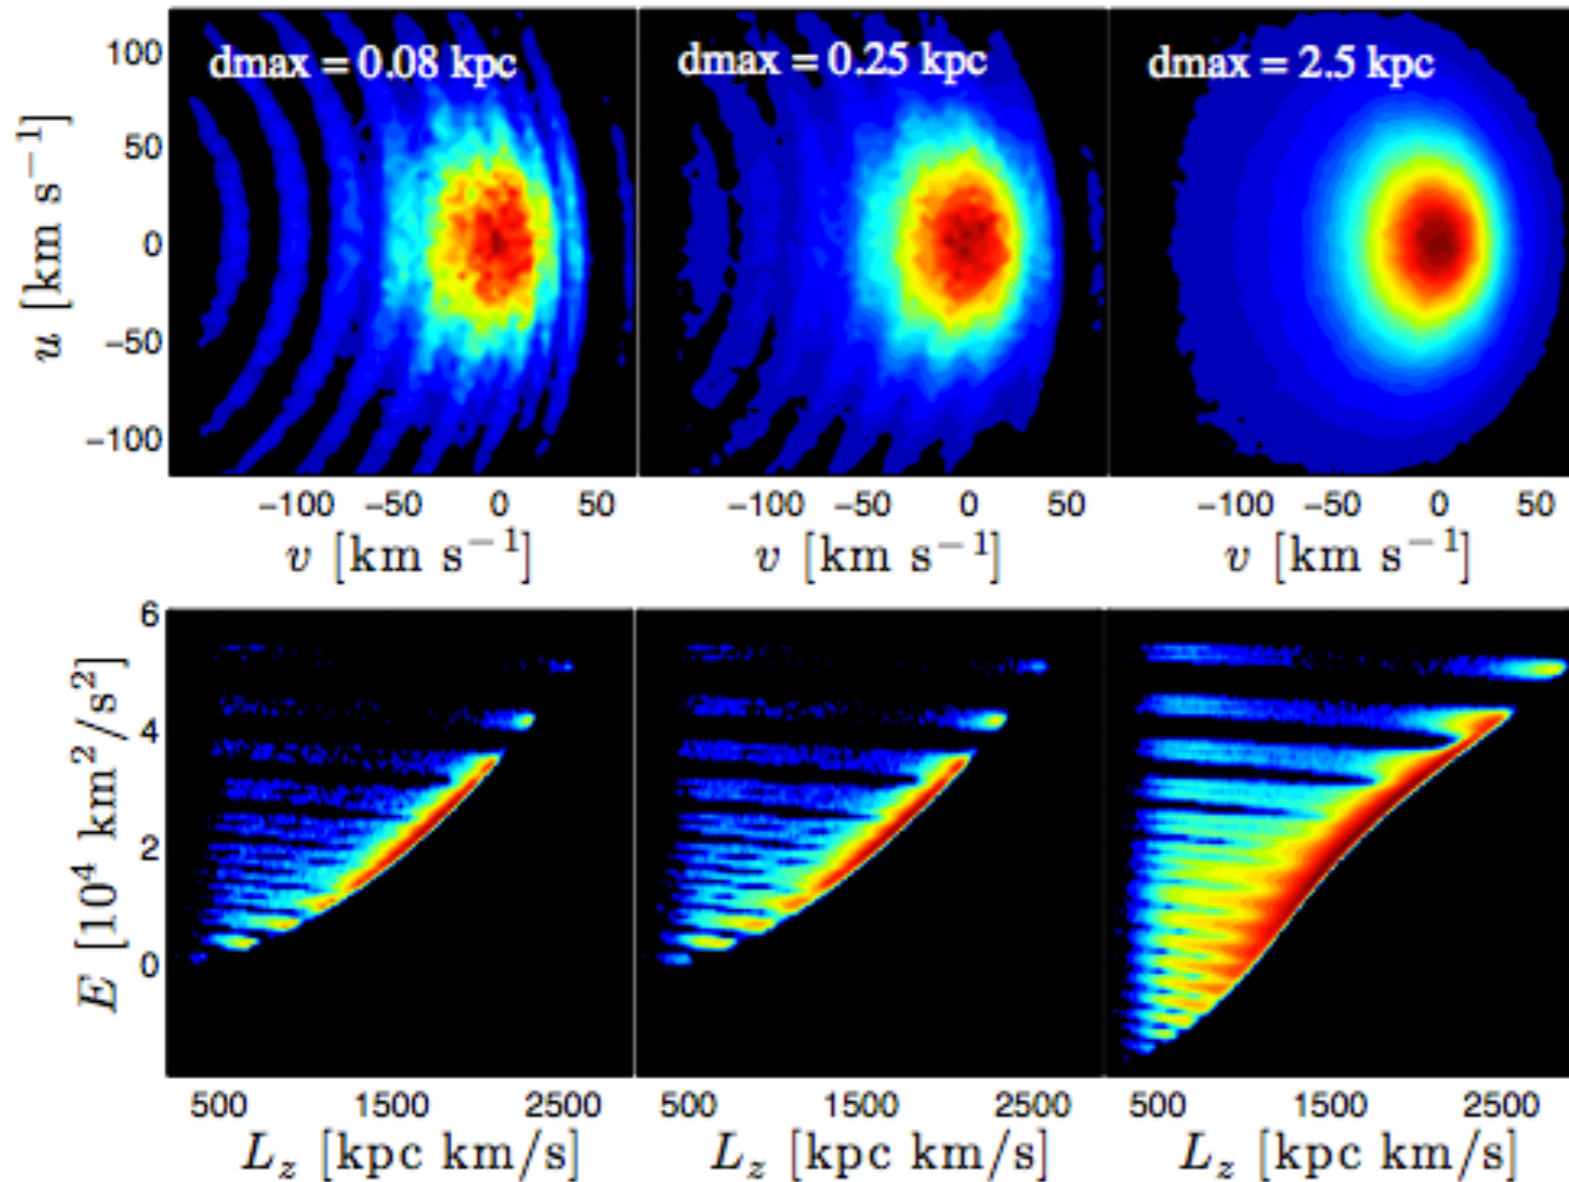 dmax = 0.08 kpc
dmax = 0.25 kpc
dmax = 2.5 kpc
100
50
0
−50
−100
u [km s⁻¹]
−100 −50 0 50
−100 −50 0 50
−100 −50 0 50
v [km s⁻¹]
v [km s⁻¹]
v [km s⁻¹]
6
4
2
0
E [10⁴ km²/s²]
500 1500 2500
500 1500 2500
500 1500 2500
L_z [kpc km/s]
L_z [kpc km/s]
L_z [kpc km/s]